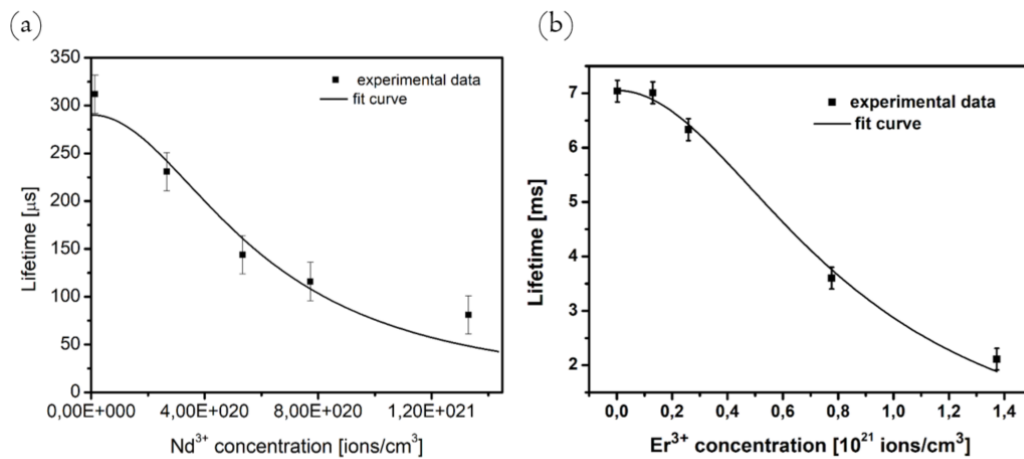 (a)
350
300
250
200
150
100
50
0
Lifetime [μs]
experimental data
fit curve
0,00E+000 4,00E+020 8,00E+020 1,20E+021
Nd³⁺ concentration [ions/cm³]
(b)
7
6
5
4
3
2
Lifetime [ms]
experimental data
fit curve
0,0 0,2 0,4 0,6 0,8 1,0 1,2 1,4
Er³⁺ concentration [10²¹ ions/cm³]